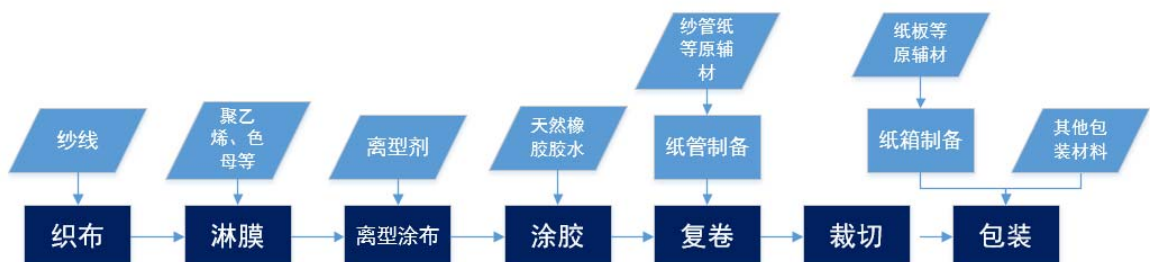 纱管纸
等原辅
材
纸板等
原辅材
纱线
聚乙
烯、色
母等
离型剂
天然橡
胶胶水
纸管制备
纸箱制备
其他包
装材料
织布
淋膜
离型涂布
涂胶
复卷
裁切
包装